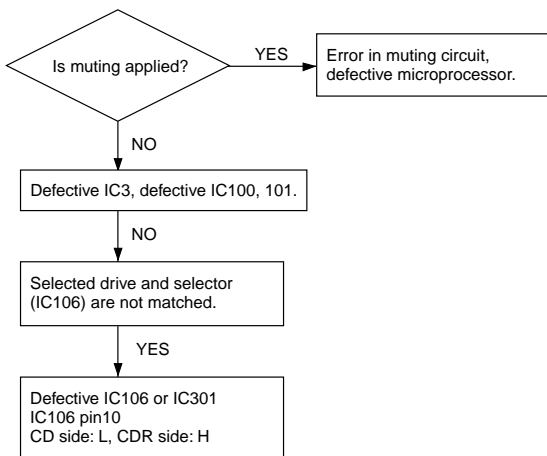 Is muting applied?
YES
Error in muting circuit,
defective microprocessor.
NO
Defective IC3, defective IC100, 101.
NO
Selected drive and selector
(IC106) are not matched.
YES
Defective IC106 or IC301
IC106 pin10
CD side: L, CDR side: H